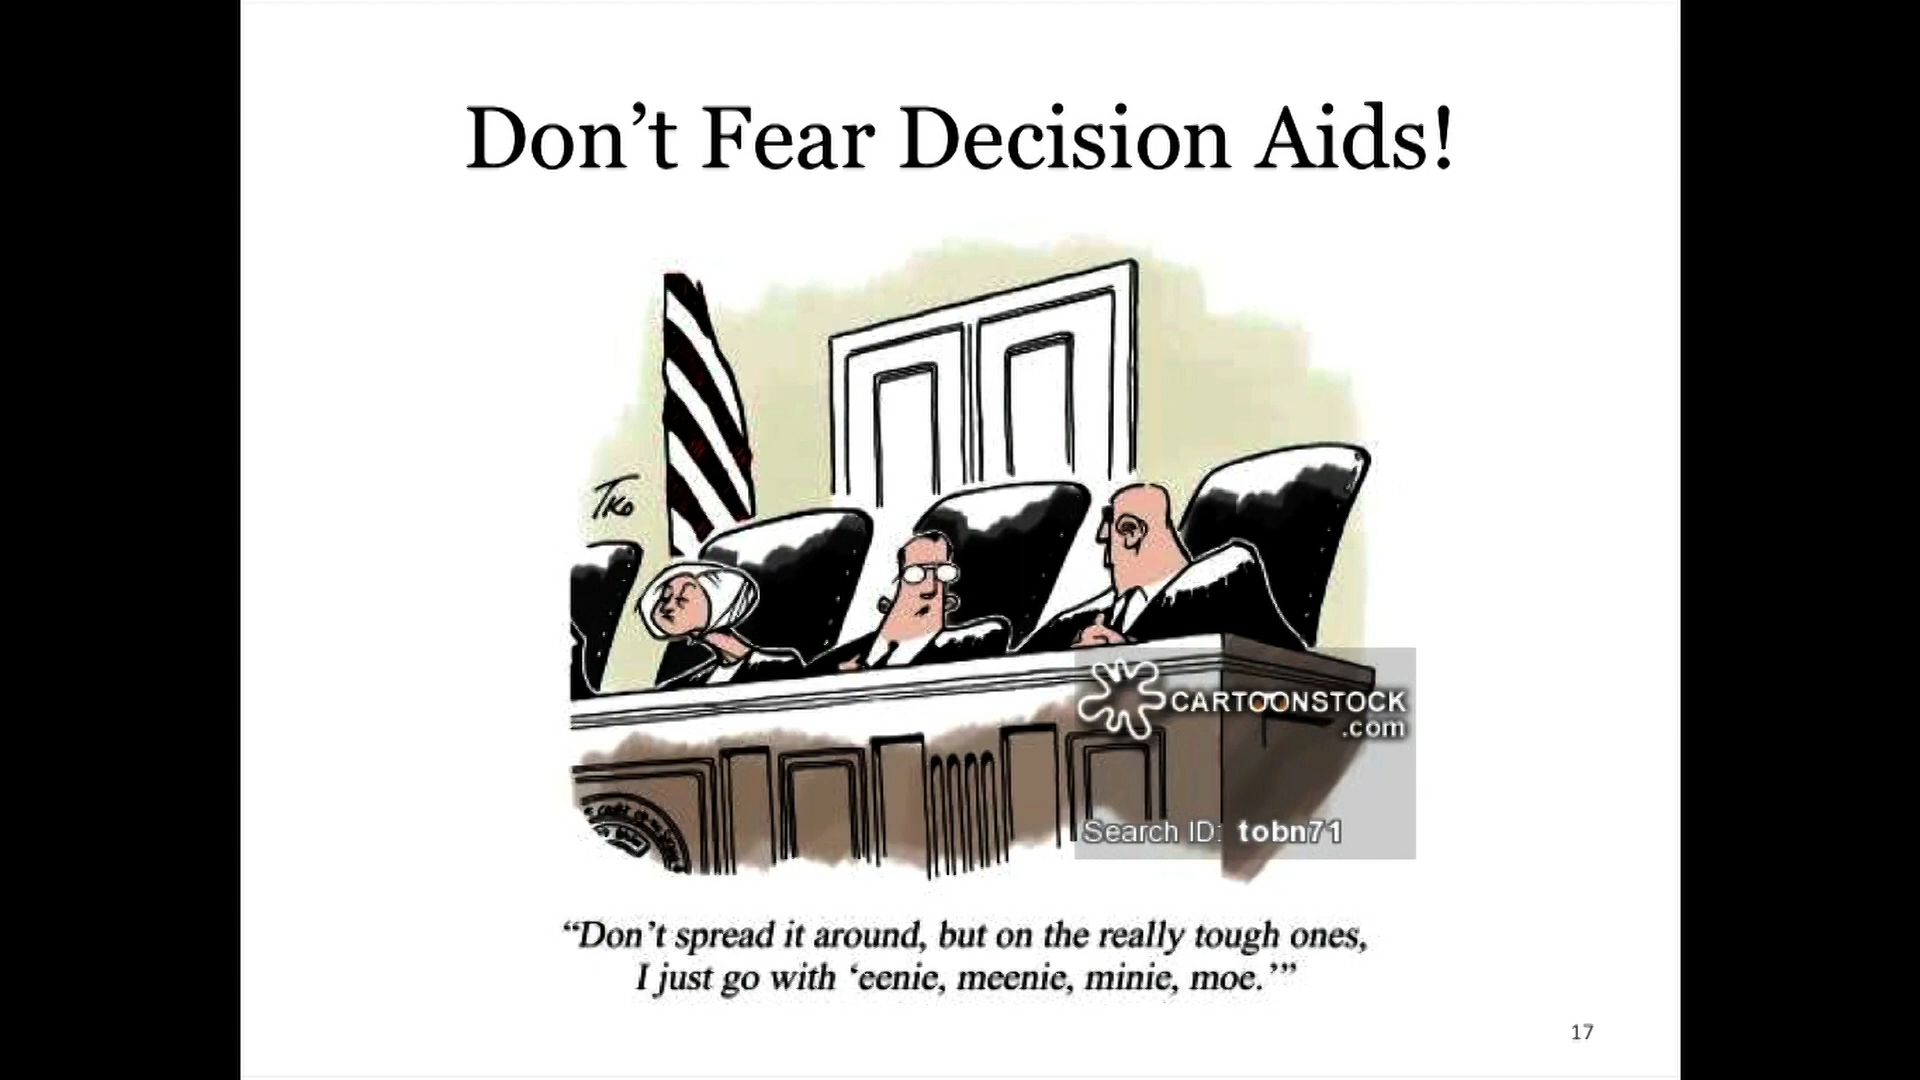 Don’t Fear Decision Aids!
TKO
CARTOONSTOCK
.com
Search ID: tobn71
“Don’t spread it around, but on the really tough ones,
I just go with ‘eenie, meenie, minie, moe.’”
17